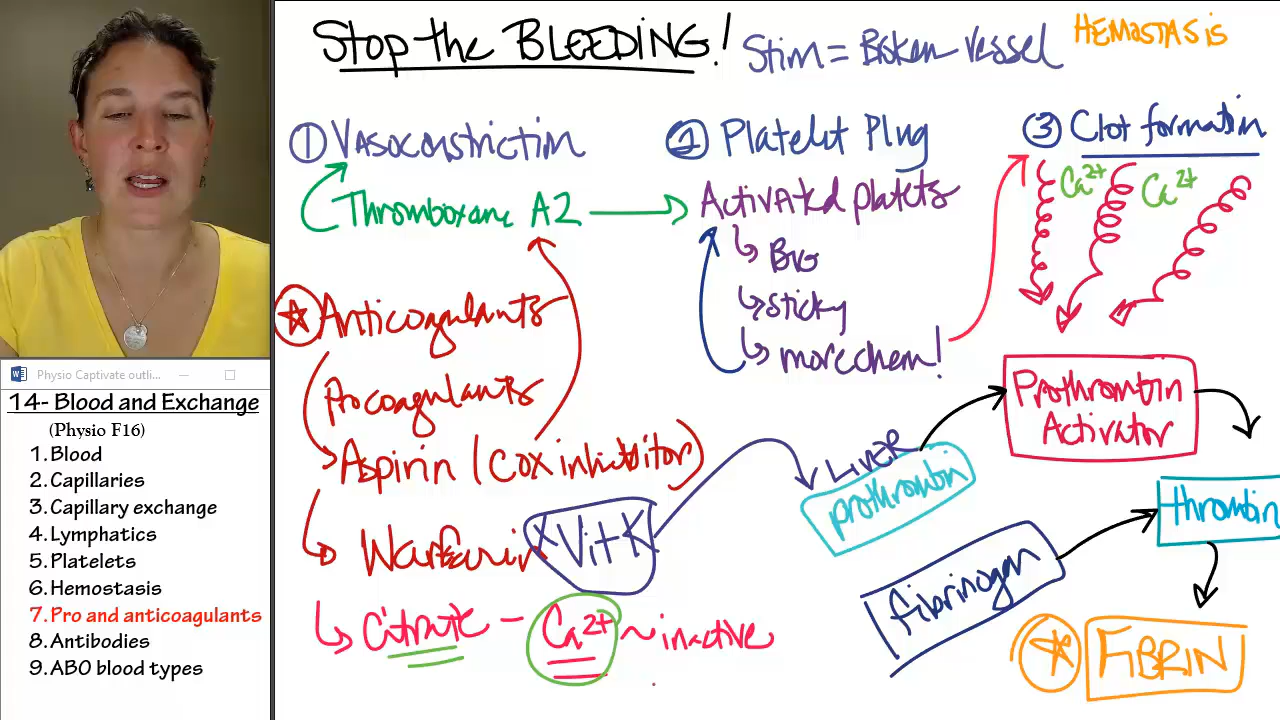 Stop the BLEEDING!
Stim = Broken vessel
HEMOSTASIS
① Vasoconstriction
Thromboxane A2
② Platelet Plug
Activated platets
↳ Big
↳ sticky
↳ more chem!
③ Clot formation
Ca²⁺ Ca²⁺
Anticoagulants
Procoagulants
Aspirin (COX inhibitor)
Warfarin x Vit K
↳ Citrate - Ca²⁺ ~ inactive
LIVER
prothrombin
Prothrombin
Activator
thrombin
Fibrinogen
FIBRIN
Physio Captivate outli...
14- Blood and Exchange
(Physio F16)
1. Blood
2. Capillaries
3. Capillary exchange
4. Lymphatics
5. Platelets
6. Hemostasis
7. Pro and anticoagulants
8. Antibodies
9. ABO blood types